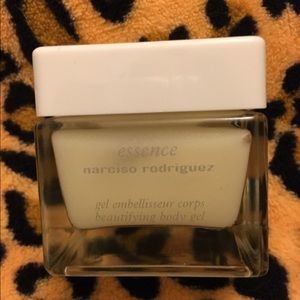 essence
narciso rodriguez
gel embellisseur corps
beautifying body gel